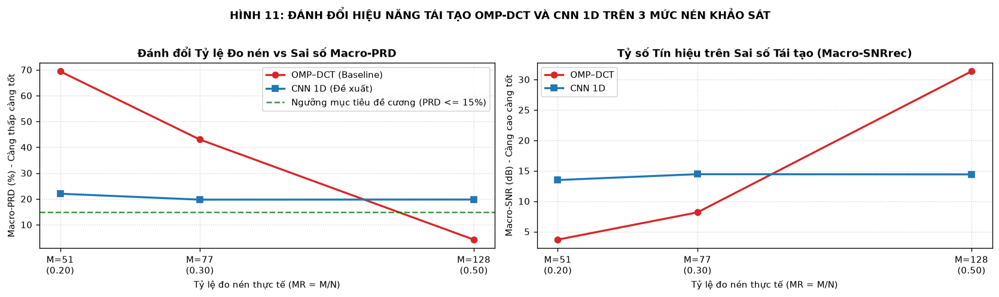 HÌNH 11: ĐÁNH ĐỔI HIỆU NĂNG TÁI TẠO OMP-DCT VÀ CNN 1D TRÊN 3 MỨC NÉN KHẢO SÁT
Đánh đổi Tỷ lệ Đo nén vs Sai số Macro-PRD
Macro-PRD (%) - Càng thấp càng tốt
70
60
50
40
30
20
10
OMP–DCT (Baseline)
CNN 1D (Đề xuất)
Ngưỡng mục tiêu đề cương (PRD <= 15%)
M=51
(0.20)
M=77
(0.30)
M=128
(0.50)
Tỷ lệ đo nén thực tế (MR = M/N)
Tỷ số Tín hiệu trên Sai số Tái tạo (Macro-SNRrec)
Macro-SNR (dB) - Càng cao càng tốt
30
25
20
15
10
5
OMP–DCT
CNN 1D
M=51
(0.20)
M=77
(0.30)
M=128
(0.50)
Tỷ lệ đo nén thực tế (MR = M/N)